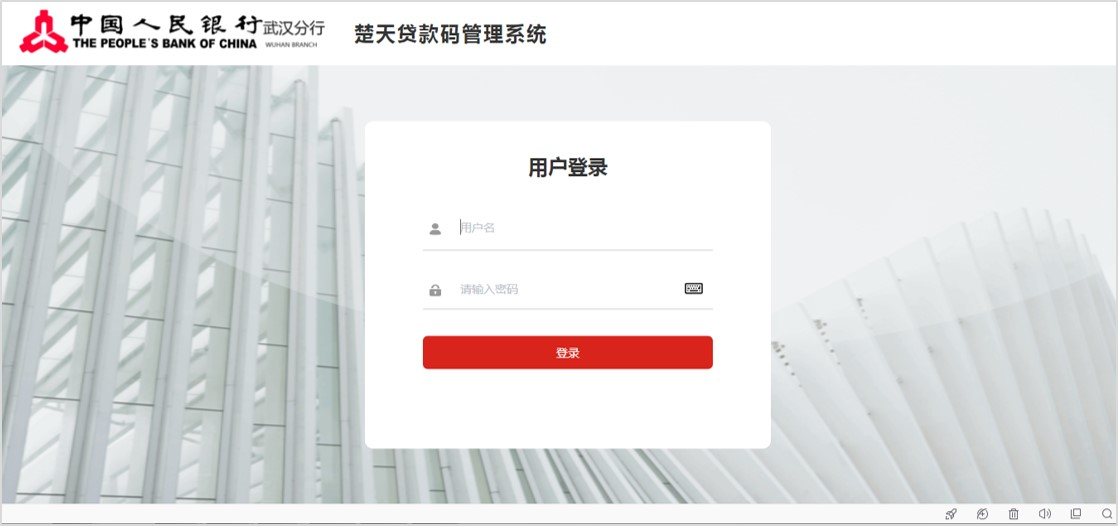 中国人民银行武汉分行
THE PEOPLE'S BANK OF CHINA WUHAN BRANCH
楚天贷款码管理系统
用户登录
用户名
请输入密码
登录